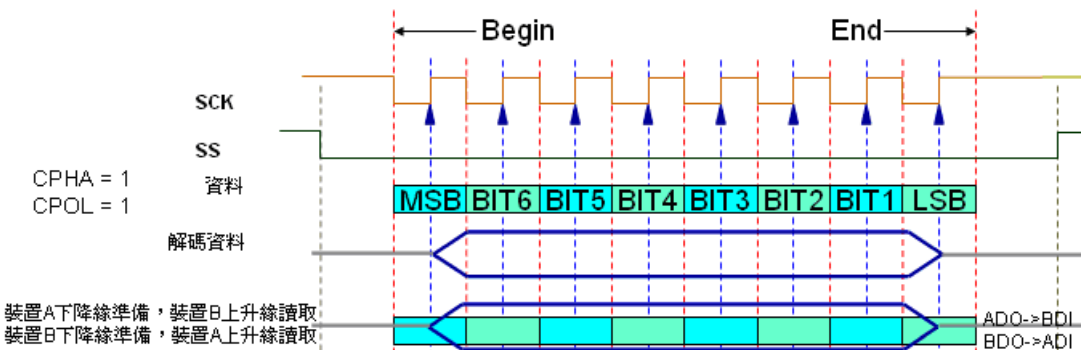 Begin End
SCK
SS
CPHA = 1
CPOL = 1
資料
MSB BIT6 BIT5 BIT4 BIT3 BIT2 BIT1 LSB
解碼資料
裝置A下降緣準備,裝置B上升緣讀取
裝置B下降緣準備,裝置A上升緣讀取
ADO->BDI
BDO->ADI